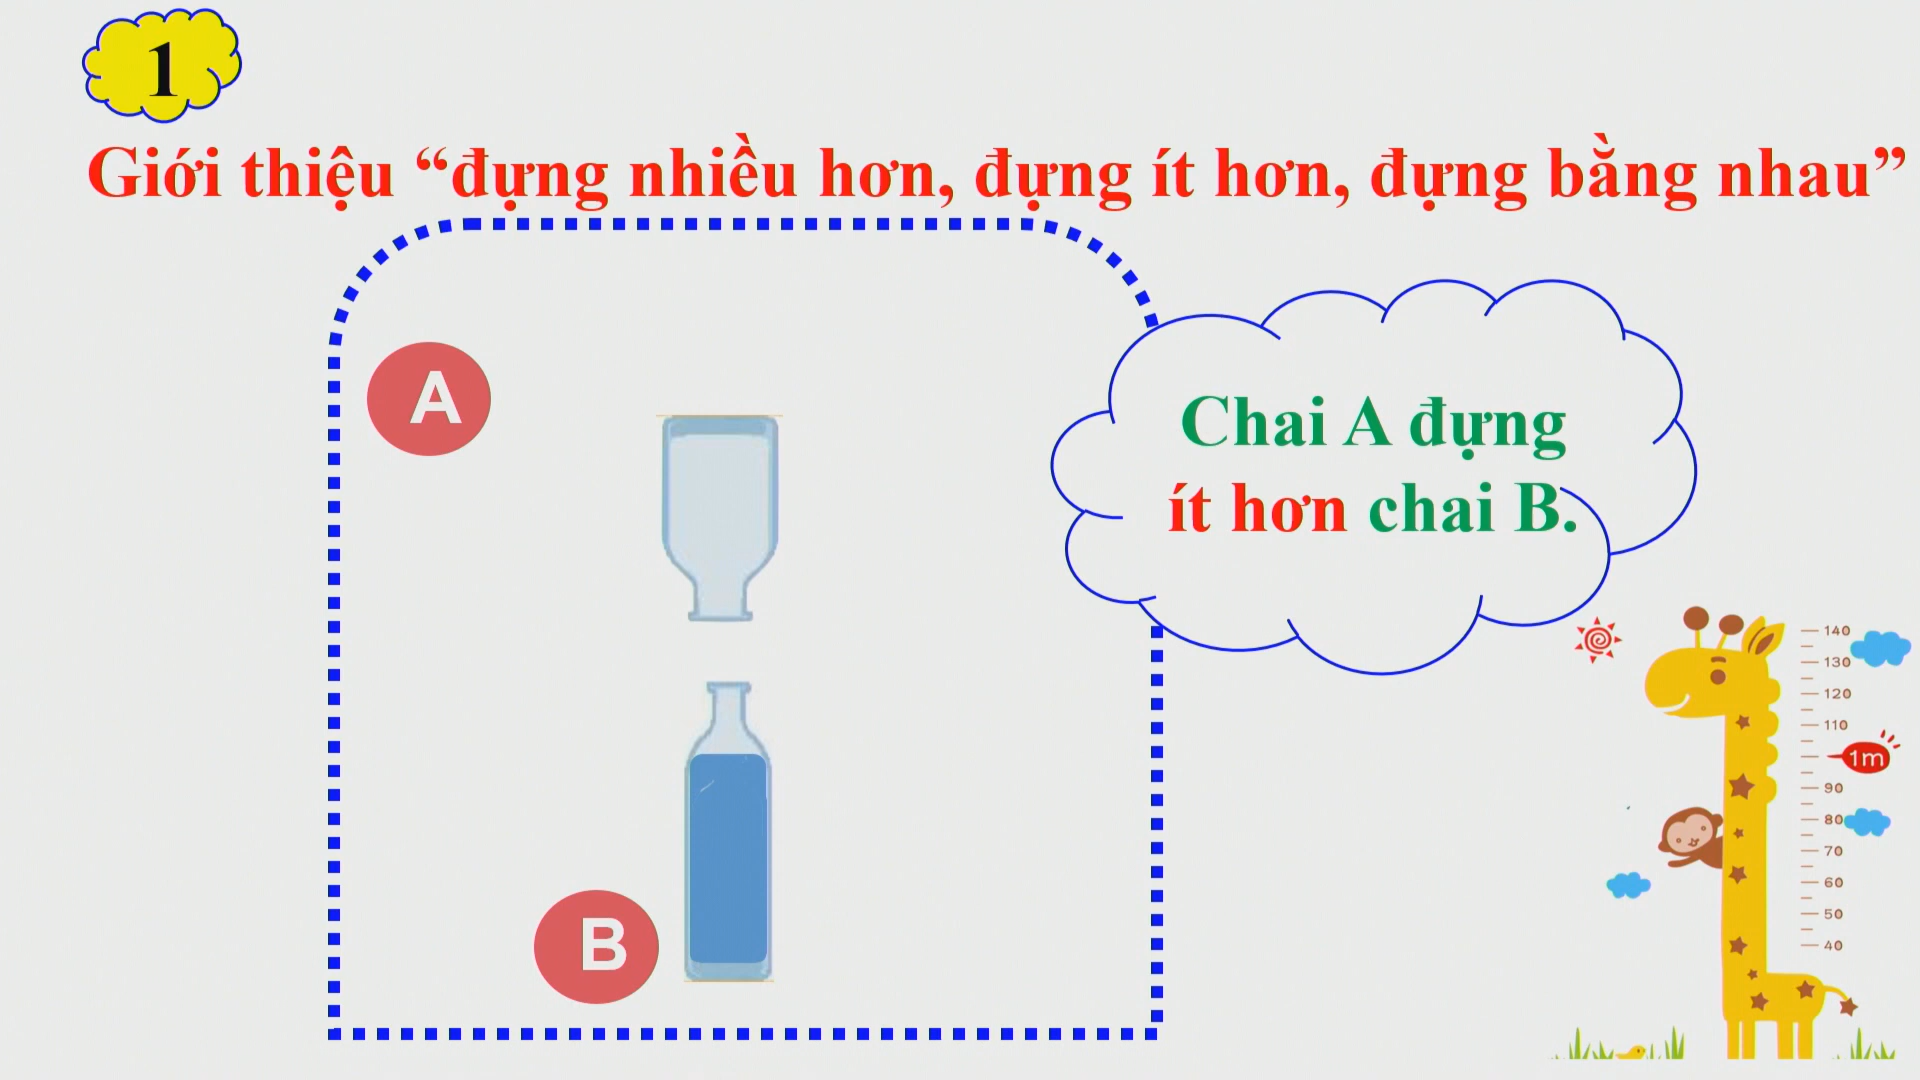 1
Giới thiệu “đựng nhiều hơn, đựng ít hơn, đựng bằng nhau”
A
Chai A đựng
ít hơn chai B.
B
140
130
120
110
1m
90
80
70
60
50
40